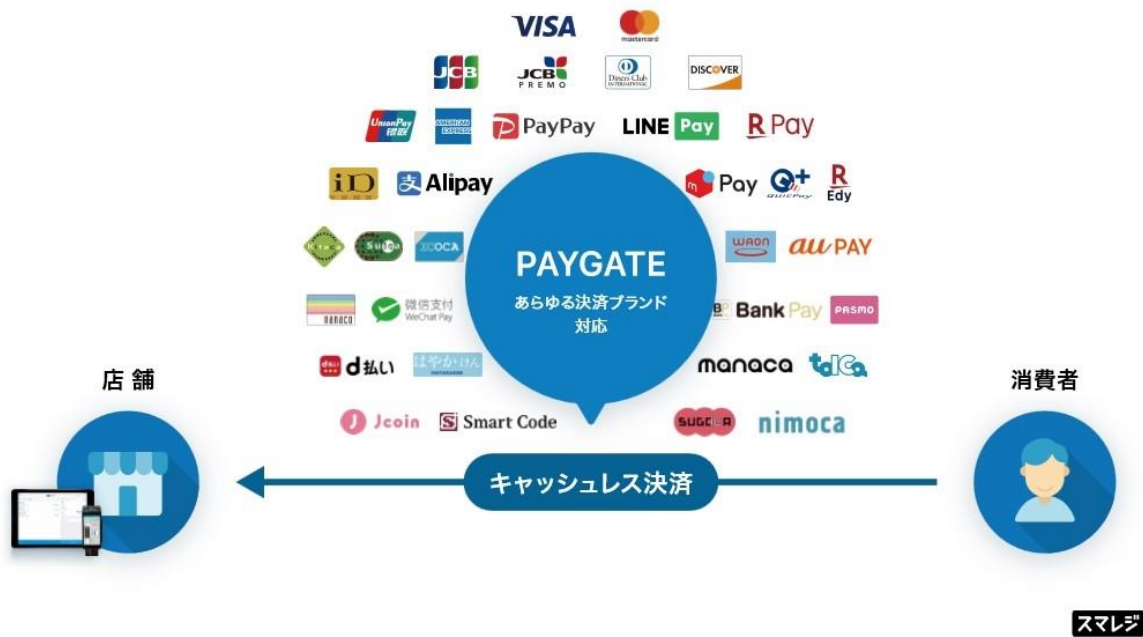 VISA mastercard
JCB JCB PREMO Diners Club INTERNATIONAL DISCOVER
UnionPay 银联 AMERICAN EXPRESS PayPay LINE Pay R Pay
iD Alipay Pay QUICPay R Edy
Kitaca Suica ICOCA WAON au PAY
PAYGATE
あらゆる決済ブランド
対応
nanaco 微信支付 WeChat Pay Bank Pay PASMO
d払い はやかけん manaca toICa
Jcoin Smart Code SUGOCA nimoca
店舗
消費者
キャッシュレス決済
スマレジ